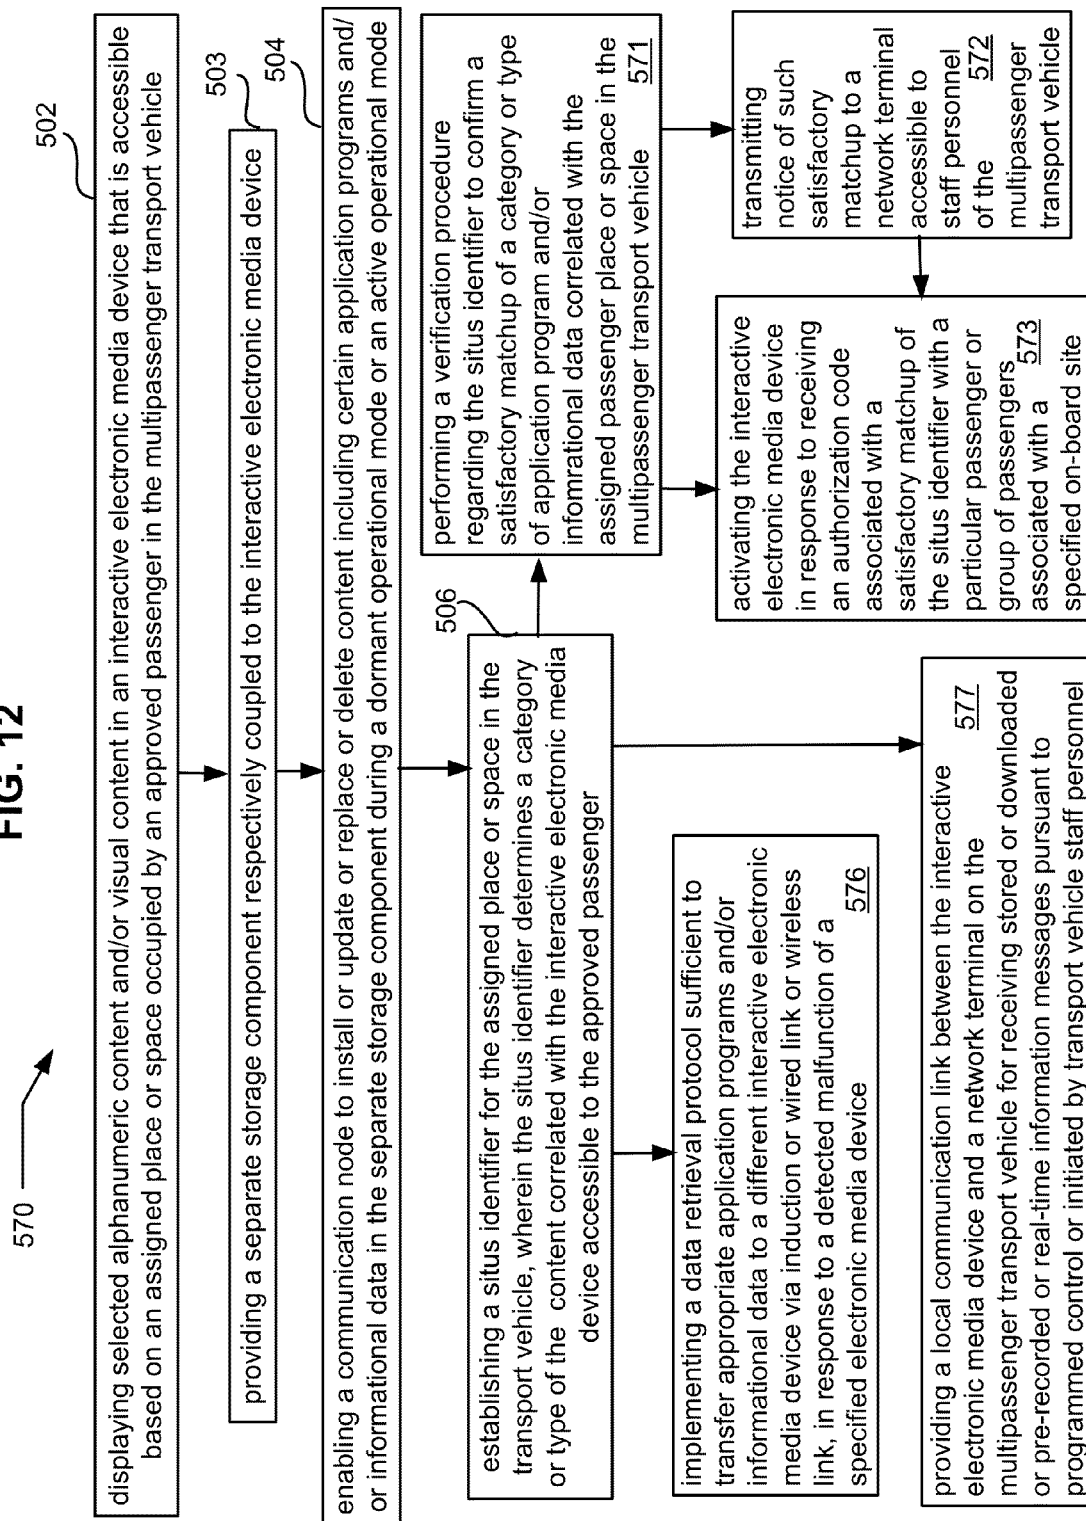 FIG. 12
570
502
displaying selected alphanumeric content and/or visual content in an interactive electronic media device that is accessible
based on an assigned place or space occupied by an approved passenger in the multipassenger transport vehicle
503
providing a separate storage component respectively coupled to the interactive electronic media device
504
enabling a communication node to install or update or replace or delete content including certain application programs and/
or informational data in the separate storage component during a dormant operational mode or an active operational mode
506
establishing a situs identifier for the assigned place or space in the
transport vehicle, wherein the situs identifier determines a category
or type of the content correlated with the interactive electronic media
device accessible to the approved passenger
performing a verification procedure
regarding the situs identifier to confirm a
satisfactory matchup of a category or type
of application program and/or
infomrational data correlated with the
assigned passenger place or space in the
multipassenger transport vehicle 571
transmitting
notice of such
satisfactory
matchup to a
network terminal
accessible to
staff personnel
of the 572
multipassenger
transport vehicle
activating the interactive
electronic media device
in response to receiving
an authorization code
associated with a
satisfactory matchup of
the situs identifier with a
particular passenger or
group of passengers
associated with a 573
specified on-board site
implementing a data retrieval protocol sufficient to
transfer appropriate application programs and/or
informational data to a different interactive electronic
media device via induction or wired link or wireless
link, in response to a detected malfunction of a
specified electronic media device 576
providing a local communication link between the interactive
electronic media device and a network terminal on the 577
multipassenger transport vehicle for receiving stored or downloaded
or pre-recorded or real-time information messages pursuant to
programmed control or initiated by transport vehicle staff personnel